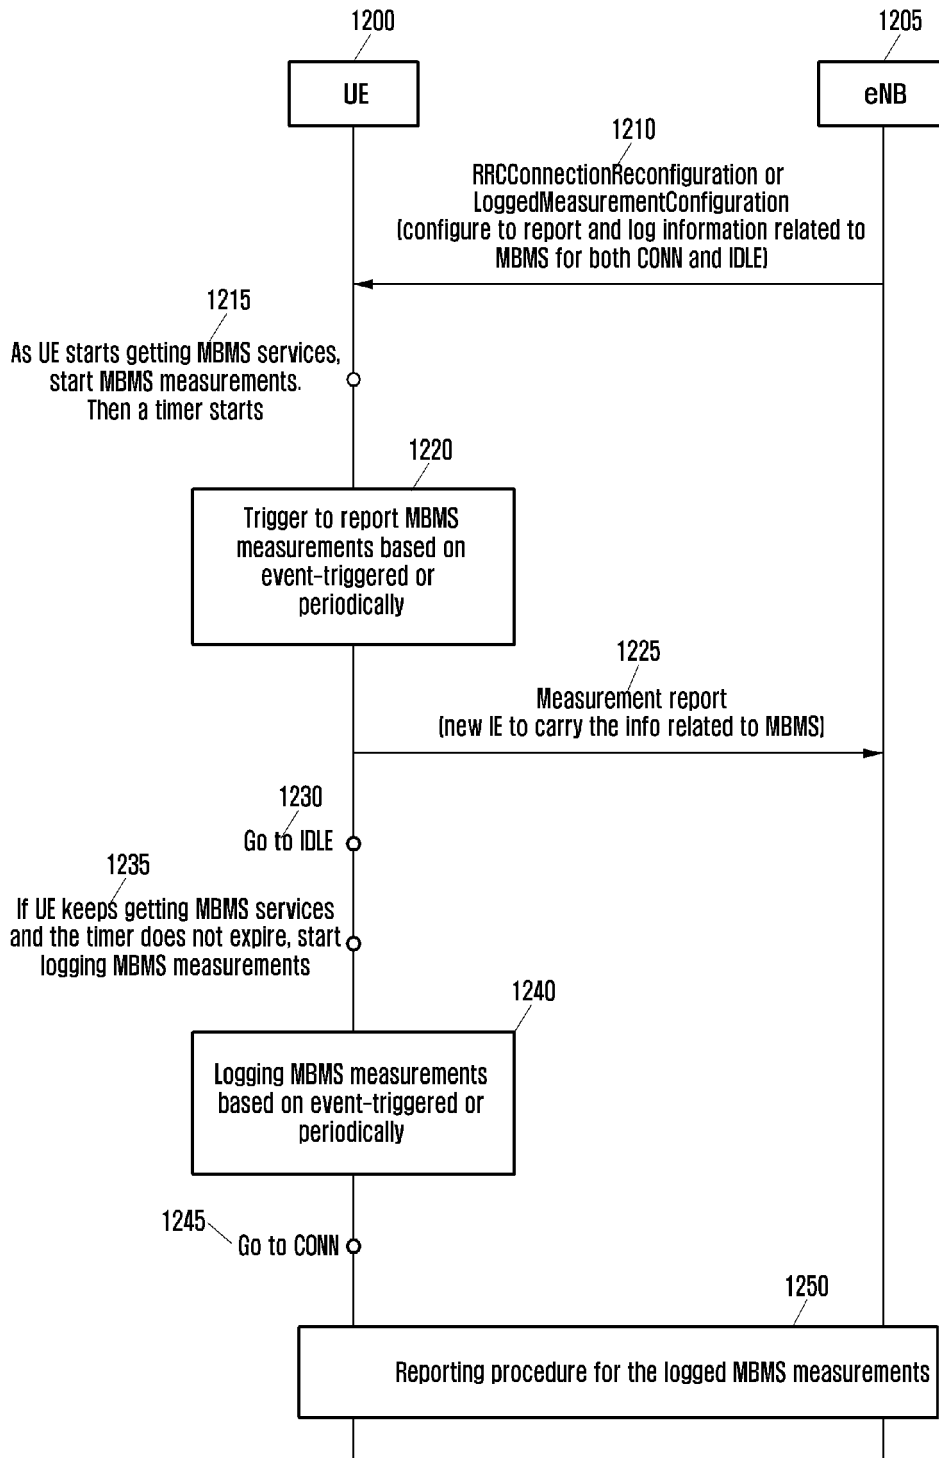 1200
1205
UE
eNB
1210
RRCConnectionReconfiguration or
LoggedMeasurementConfiguration
(configure to report and log information related to
MBMS for both CONN and IDLE)
1215
As UE starts getting MBMS services,
start MBMS measurements.
Then a timer starts
1220
Trigger to report MBMS
measurements based on
event-triggered or
periodically
1225
Measurement report
(new IE to carry the info related to MBMS)
1230
Go to IDLE
1235
If UE keeps getting MBMS services
and the timer does not expire, start
logging MBMS measurements
1240
Logging MBMS measurements
based on event-triggered or
periodically
1245
Go to CONN
1250
Reporting procedure for the logged MBMS measurements